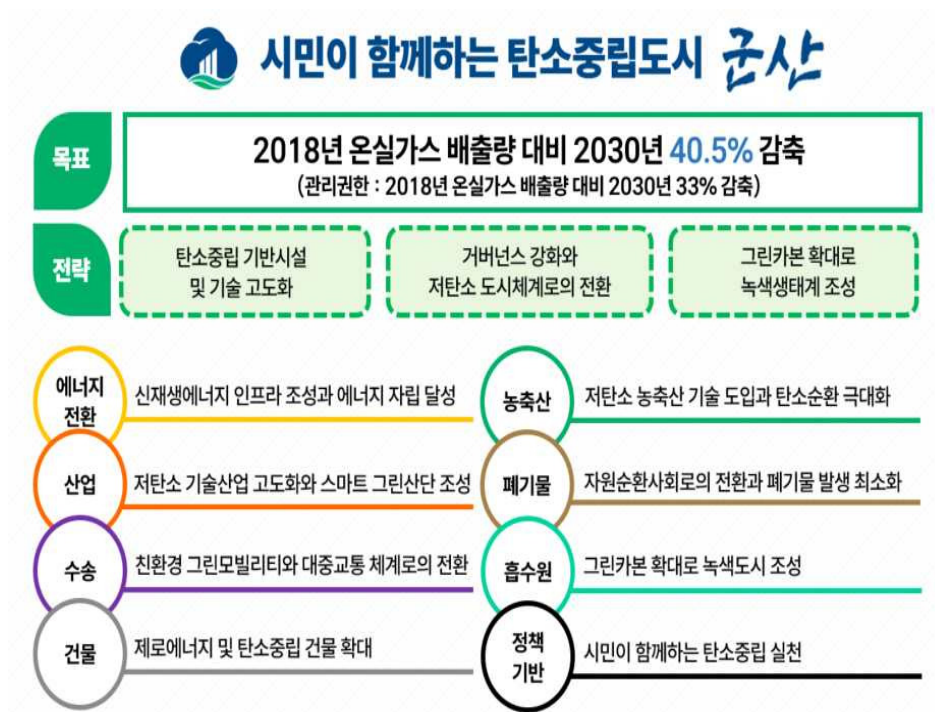 시민이 함께하는 탄소중립도시 군산
목표
2018년 온실가스 배출량 대비 2030년 40.5% 감축
(관리권한 : 2018년 온실가스 배출량 대비 2030년 33% 감축)
전략
탄소중립 기반시설
및 기술 고도화
거버넌스 강화와
저탄소 도시체계로의 전환
그린카본 확대로
녹색생태계 조성
에너지
전환
신재생에너지 인프라 조성과 에너지 자립 달성
산업
저탄소 기술산업 고도화와 스마트 그린산단 조성
수송
친환경 그린모빌리티와 대중교통 체계로의 전환
건물
제로에너지 및 탄소중립 건물 확대
농축산
저탄소 농축산 기술 도입과 탄소순환 극대화
폐기물
자원순환사회로의 전환과 폐기물 발생 최소화
흡수원
그린카본 확대로 녹색도시 조성
정책
기반
시민이 함께하는 탄소중립 실천